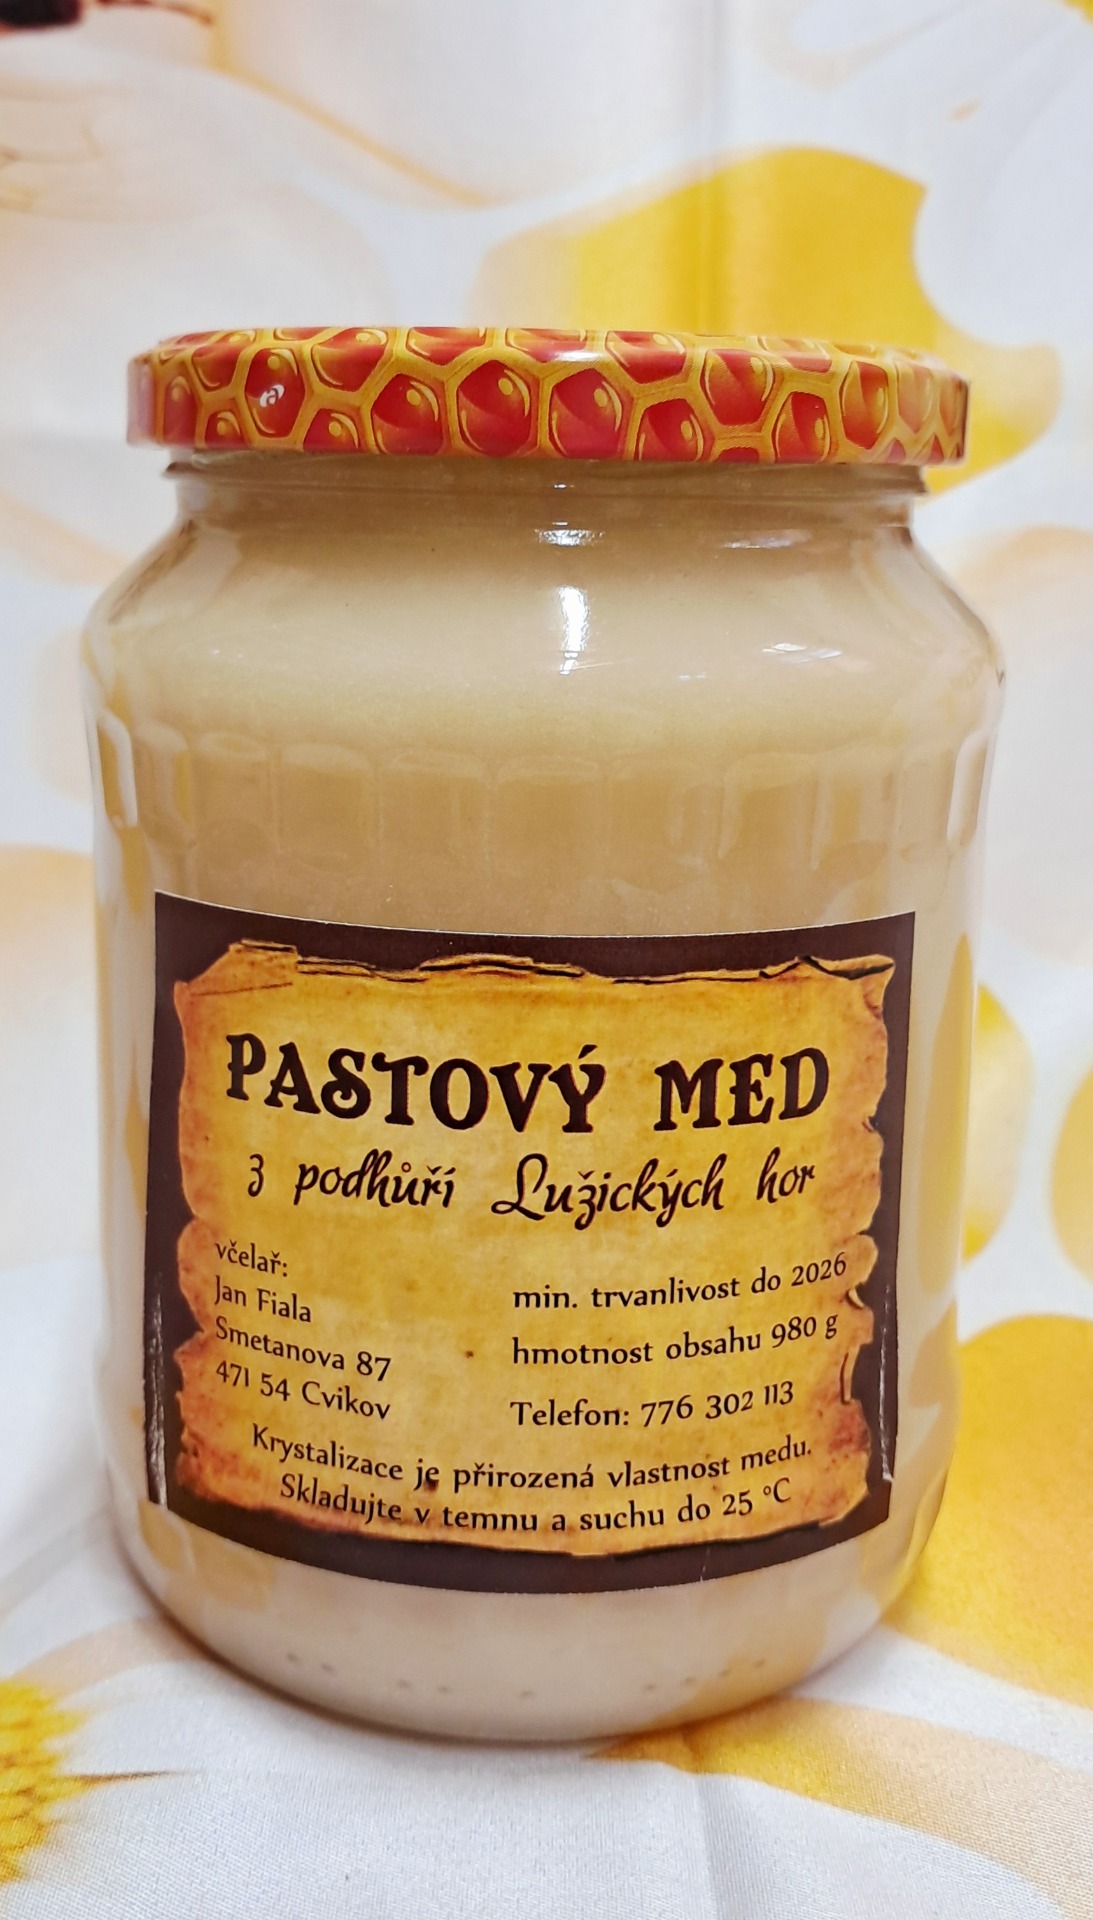 PASTOVÝ MED
z podhůří Lužických hor
včelař:
Jan Fiala
Smetanova 87
471 54 Cvikov
min. trvanlivost do 2026
hmotnost obsahu 980 g
Telefon: 776 302 113
Krystalizace je přirozená vlastnost medu.
Skladujte v temnu a suchu do 25 °C